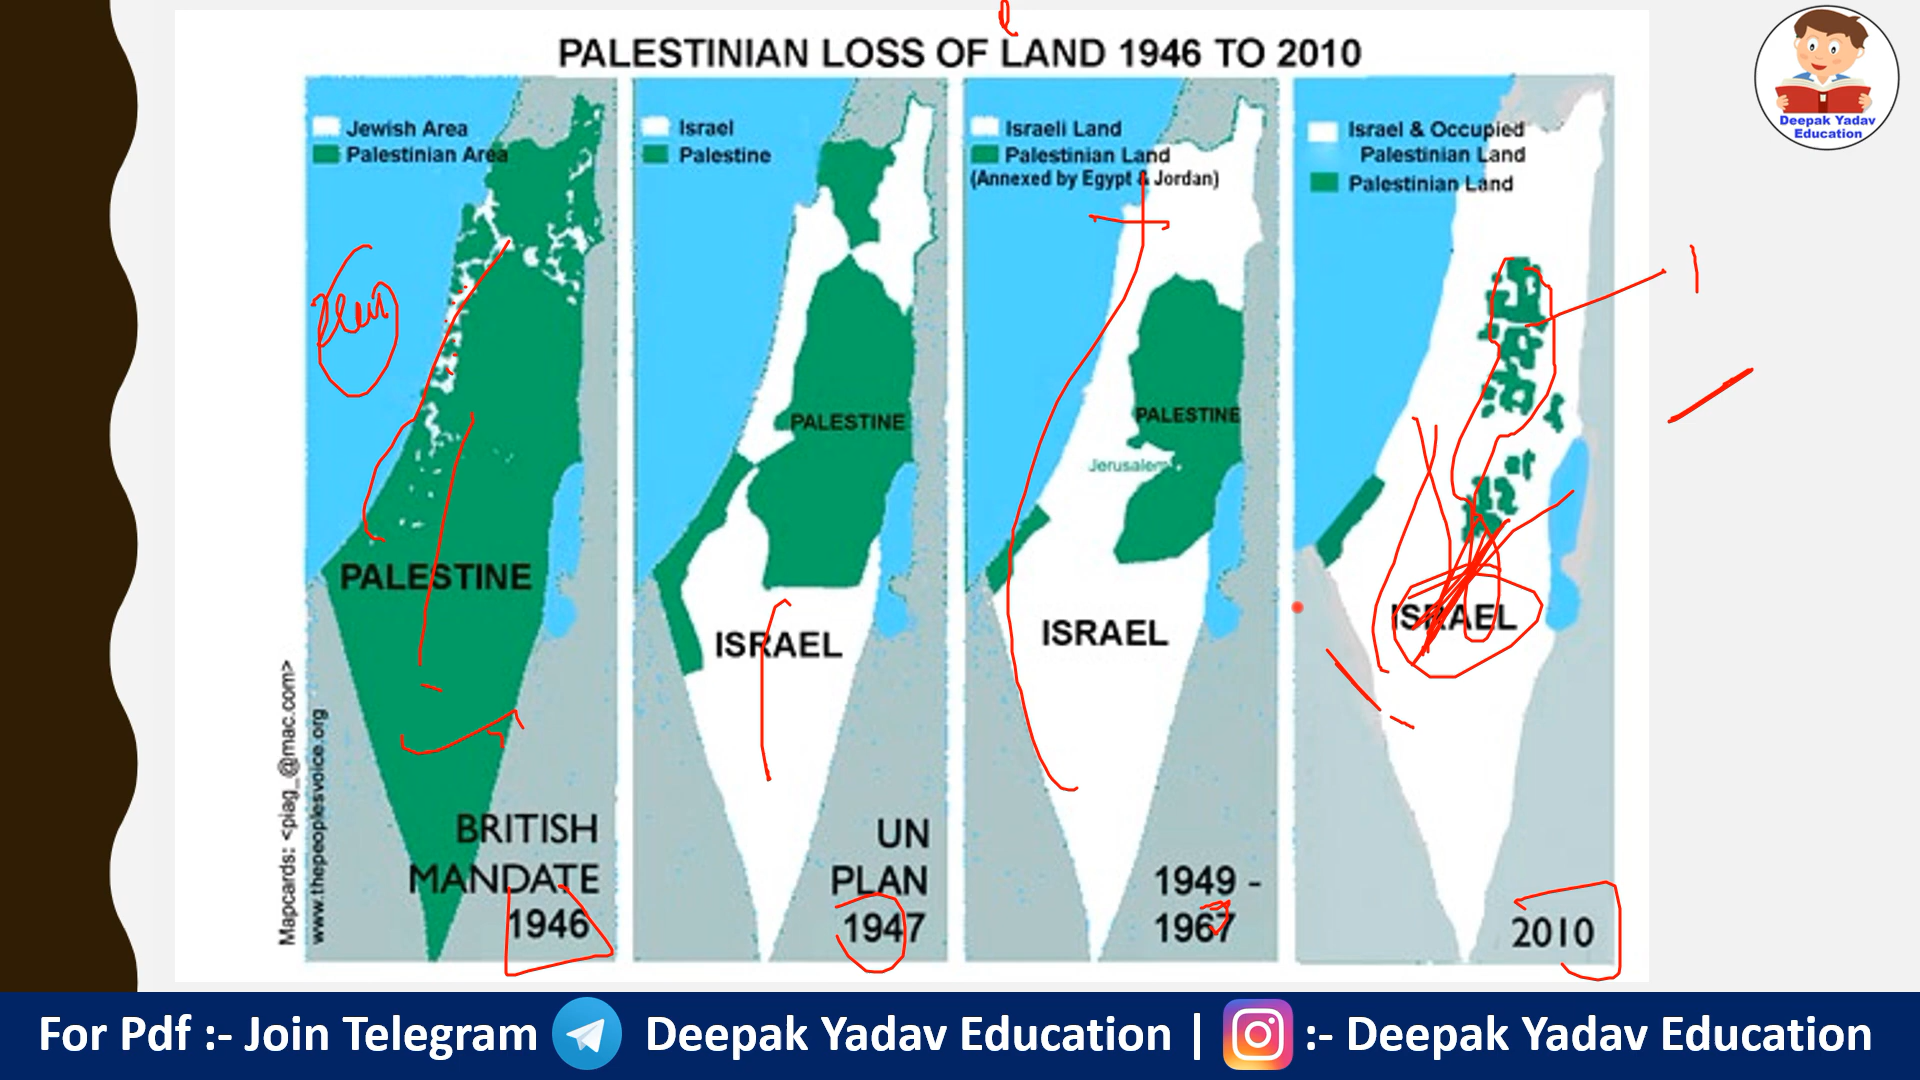 PALESTINIAN LOSS OF LAND 1946 TO 2010
Deepak Yadav
Education
Jewish Area
Palestinian Area
PALESTINE
BRITISH
MANDATE
1946
Israel
Palestine
PALESTINE
ISRAEL
UN
PLAN
1947
Israeli Land
Palestinian Land
(Annexed by Egypt & Jordan)
PALESTINE
Jerusalem
ISRAEL
1949 -
1967
Israel & Occupied
Palestinian Land
Palestinian Land
ISRAEL
2010
Mapcards: <piag_@mac.com>
www.thepeoplesvoice.org
For Pdf :- Join Telegram Deepak Yadav Education | :- Deepak Yadav Education